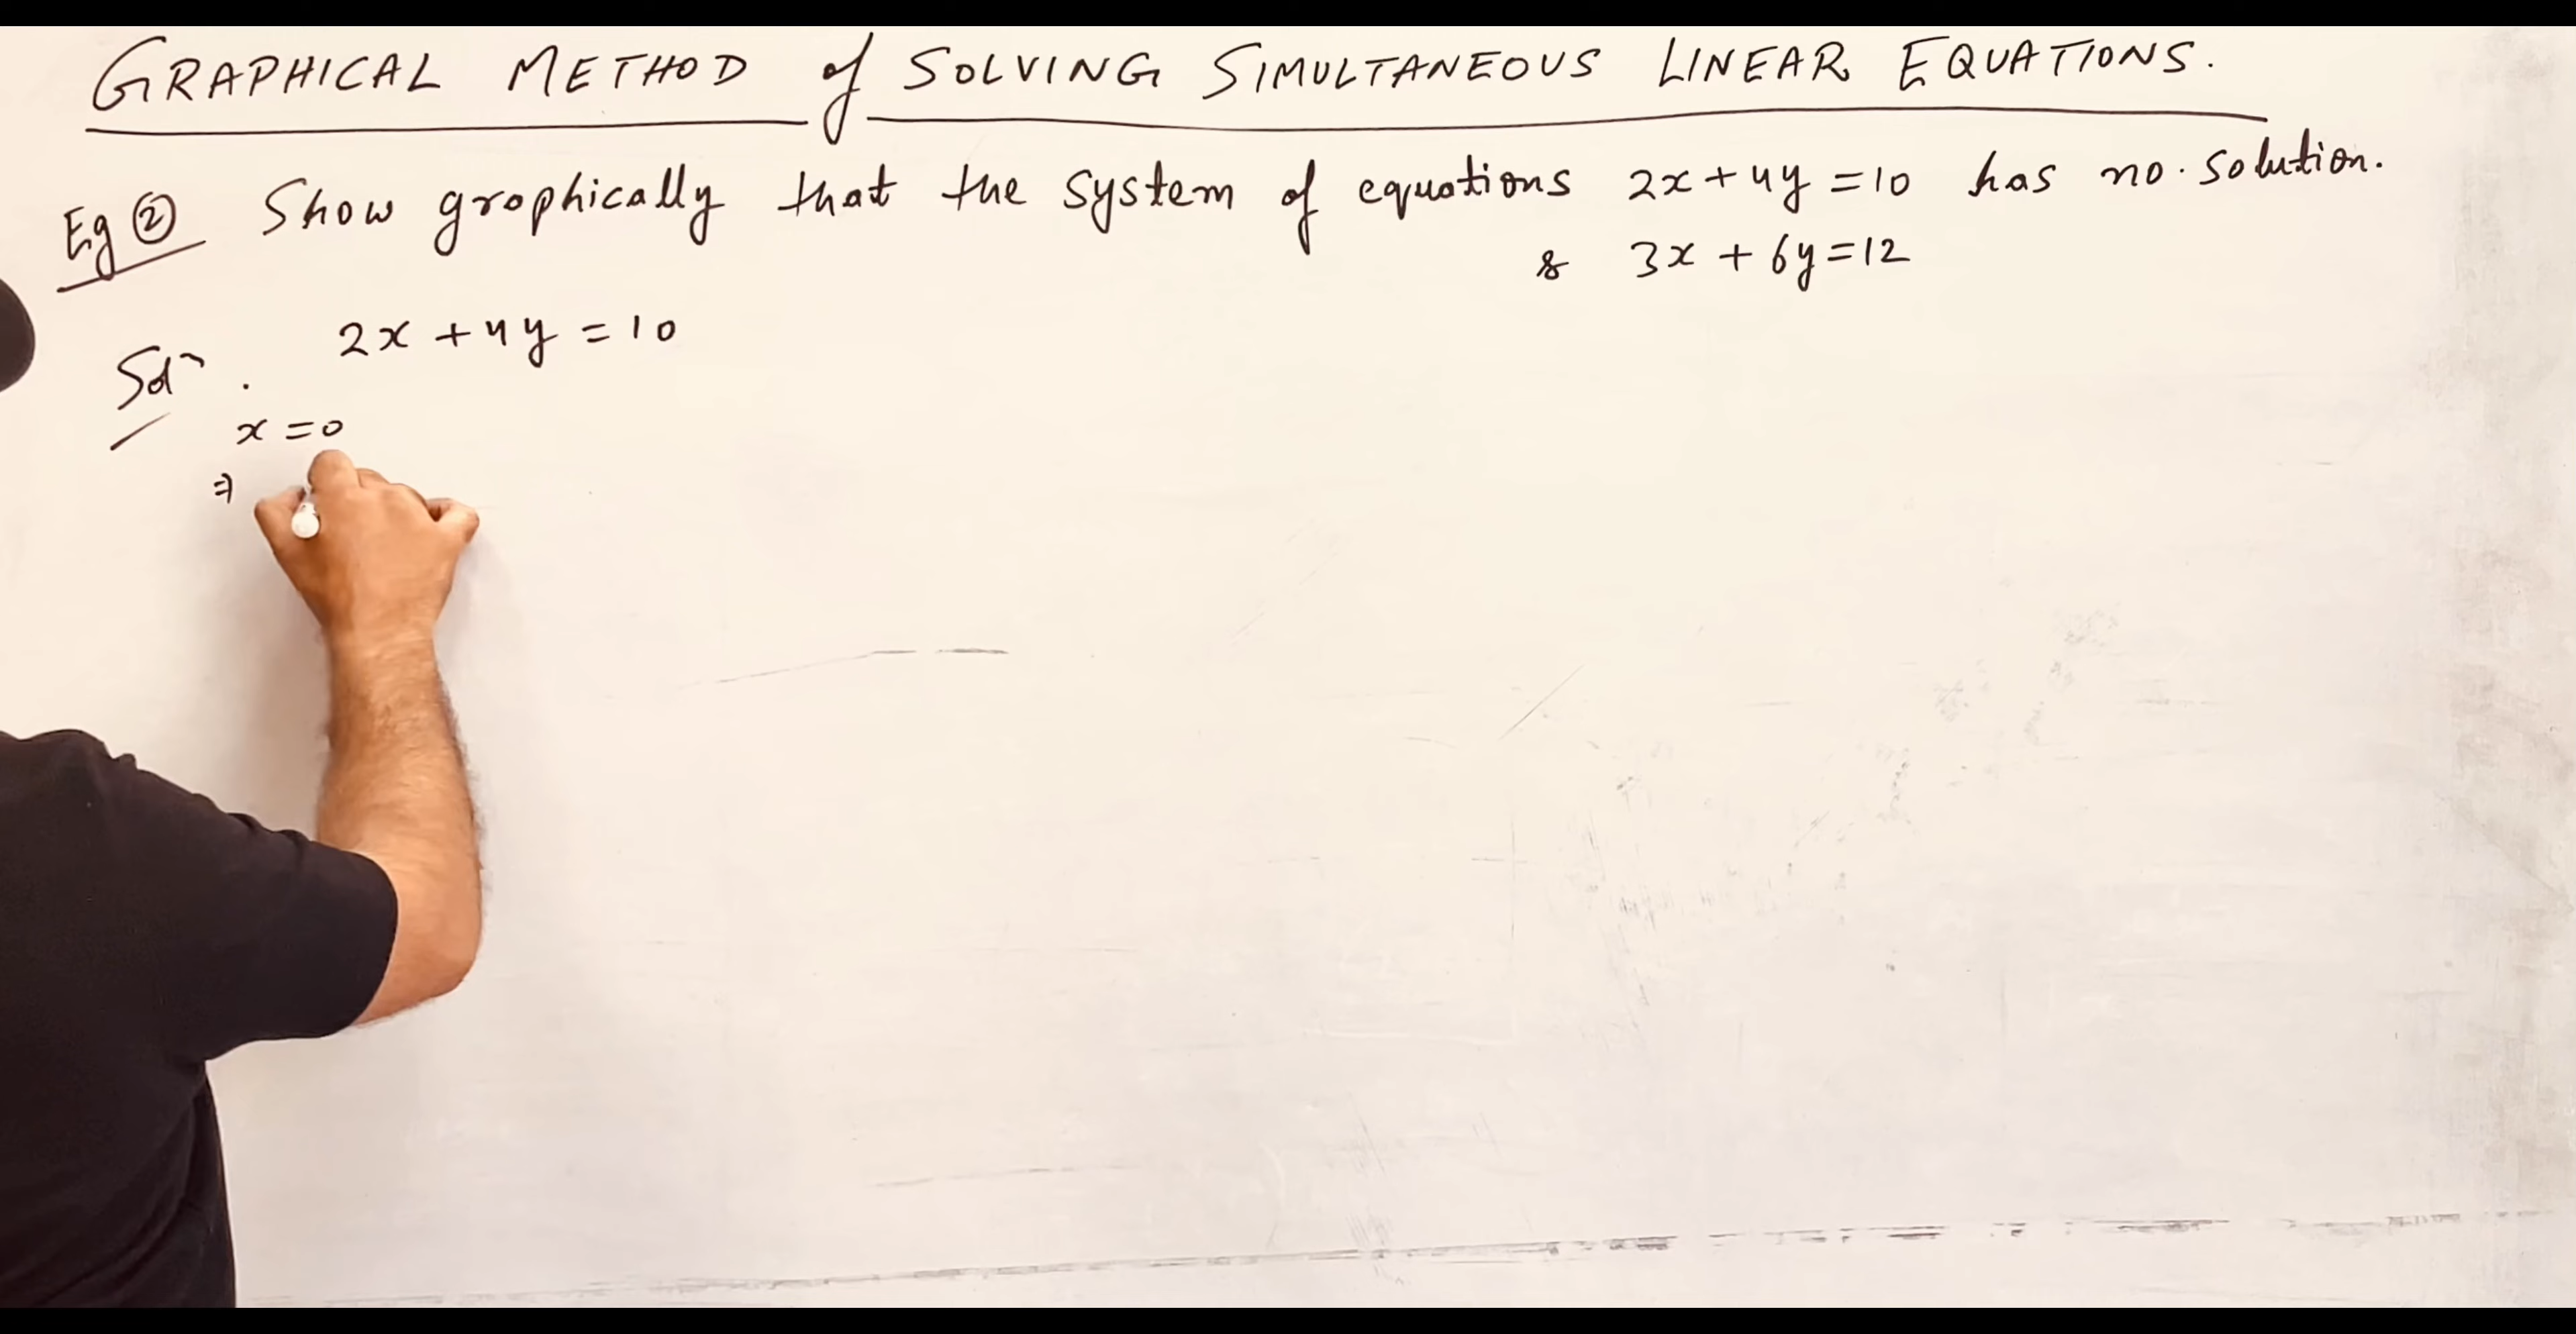 GRAPHICAL METHOD of SOLVING SIMULTANEOUS LINEAR EQUATIONS.
Eg ② Show grophically that the system of equations 2x + 4y = 10 has no. solution.
& 3x + 6y = 12
Solⁿ. 2x + 4y = 10
x = 0
⇒